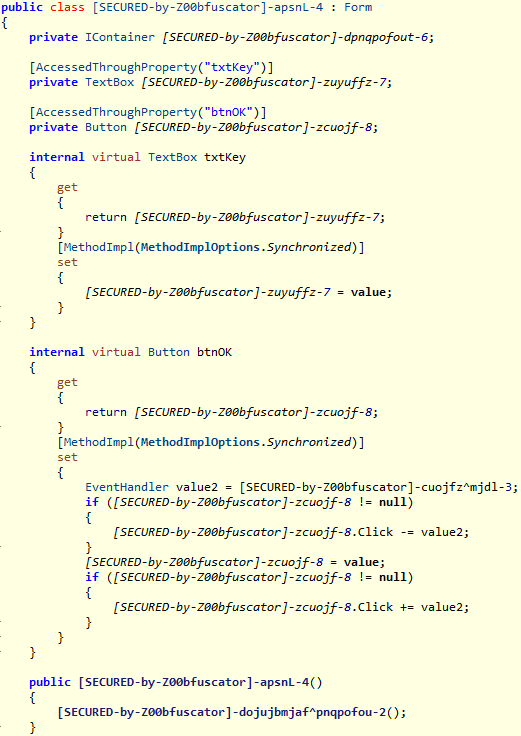 public class [SECURED-by-Z00bfuscator]-apsnL-4 : Form
{
    private IContainer [SECURED-by-Z00bfuscator]-dpnqpofout-6;

    [AccessedThroughProperty("txtKey")]
    private TextBox [SECURED-by-Z00bfuscator]-zuyuffz-7;

    [AccessedThroughProperty("btnOK")]
    private Button [SECURED-by-Z00bfuscator]-zcuojf-8;

    internal virtual TextBox txtKey
    {
        get
        {
            return [SECURED-by-Z00bfuscator]-zuyuffz-7;
        }
        [MethodImpl(MethodImplOptions.Synchronized)]
        set
        {
            [SECURED-by-Z00bfuscator]-zuyuffz-7 = value;
        }
    }

    internal virtual Button btnOK
    {
        get
        {
            return [SECURED-by-Z00bfuscator]-zcuojf-8;
        }
        [MethodImpl(MethodImplOptions.Synchronized)]
        set
        {
            EventHandler value2 = [SECURED-by-Z00bfuscator]-cuojfz^mjdl-3;
            if ([SECURED-by-Z00bfuscator]-zcuojf-8 != null)
            {
                [SECURED-by-Z00bfuscator]-zcuojf-8.Click -= value2;
            }
            [SECURED-by-Z00bfuscator]-zcuojf-8 = value;
            if ([SECURED-by-Z00bfuscator]-zcuojf-8 != null)
            {
                [SECURED-by-Z00bfuscator]-zcuojf-8.Click += value2;
            }
        }
    }

    public [SECURED-by-Z00bfuscator]-apsnL-4()
    {
        [SECURED-by-Z00bfuscator]-dojujbmjaf^pnqpofou-2();
    }